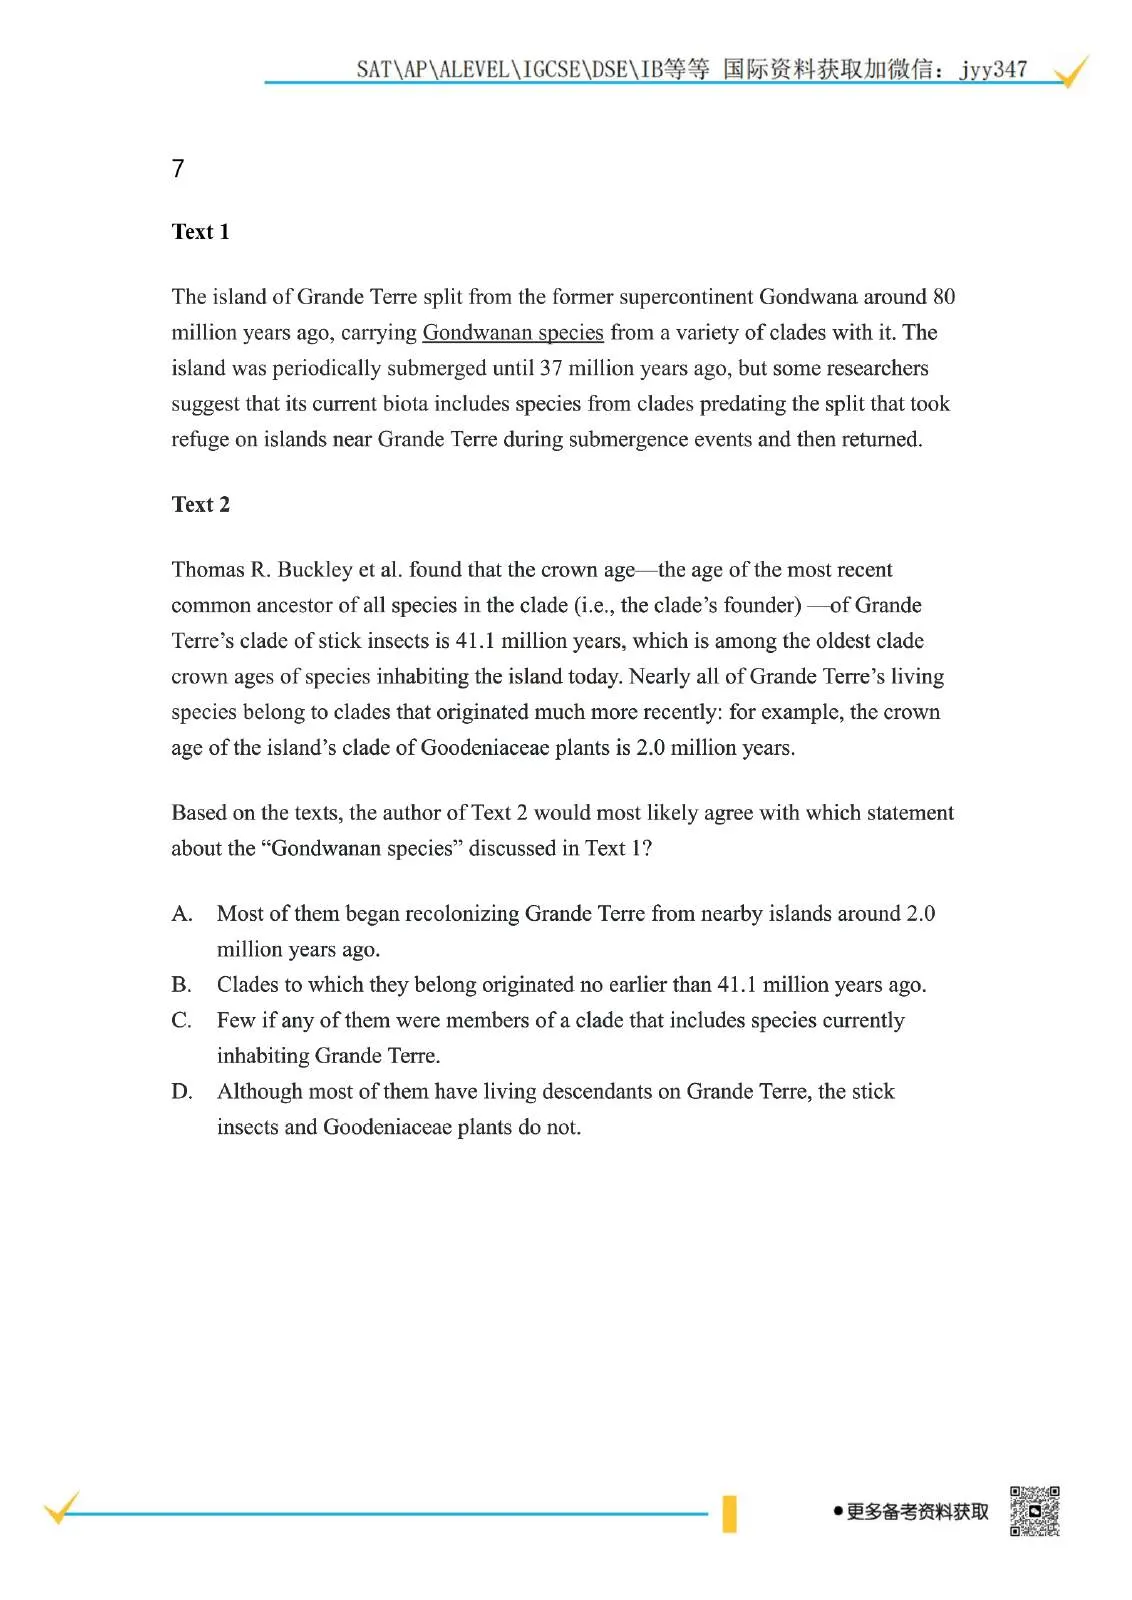 SAT\AP\ALEVEL\IGCSE\DSE\IB等等 国际资料获取加微信：jyy347
7
Text 1
The island of Grande Terre split from the former supercontinent Gondwana around 80
million years ago, carrying Gondwanan species from a variety of clades with it. The
island was periodically submerged until 37 million years ago, but some researchers
suggest that its current biota includes species from clades predating the split that took
refuge on islands near Grande Terre during submergence events and then returned.
Text 2
Thomas R. Buckley et al. found that the crown age—the age of the most recent
common ancestor of all species in the clade (i.e., the clade’s founder) —of Grande
Terre’s clade of stick insects is 41.1 million years, which is among the oldest clade
crown ages of species inhabiting the island today. Nearly all of Grande Terre’s living
species belong to clades that originated much more recently: for example, the crown
age of the island’s clade of Goodeniaceae plants is 2.0 million years.
Based on the texts, the author of Text 2 would most likely agree with which statement
about the “Gondwanan species” discussed in Text 1?
A. Most of them began recolonizing Grande Terre from nearby islands around 2.0
million years ago.
B. Clades to which they belong originated no earlier than 41.1 million years ago.
C. Few if any of them were members of a clade that includes species currently
inhabiting Grande Terre.
D. Although most of them have living descendants on Grande Terre, the stick
insects and Goodeniaceae plants do not.
●更多备考资料获取